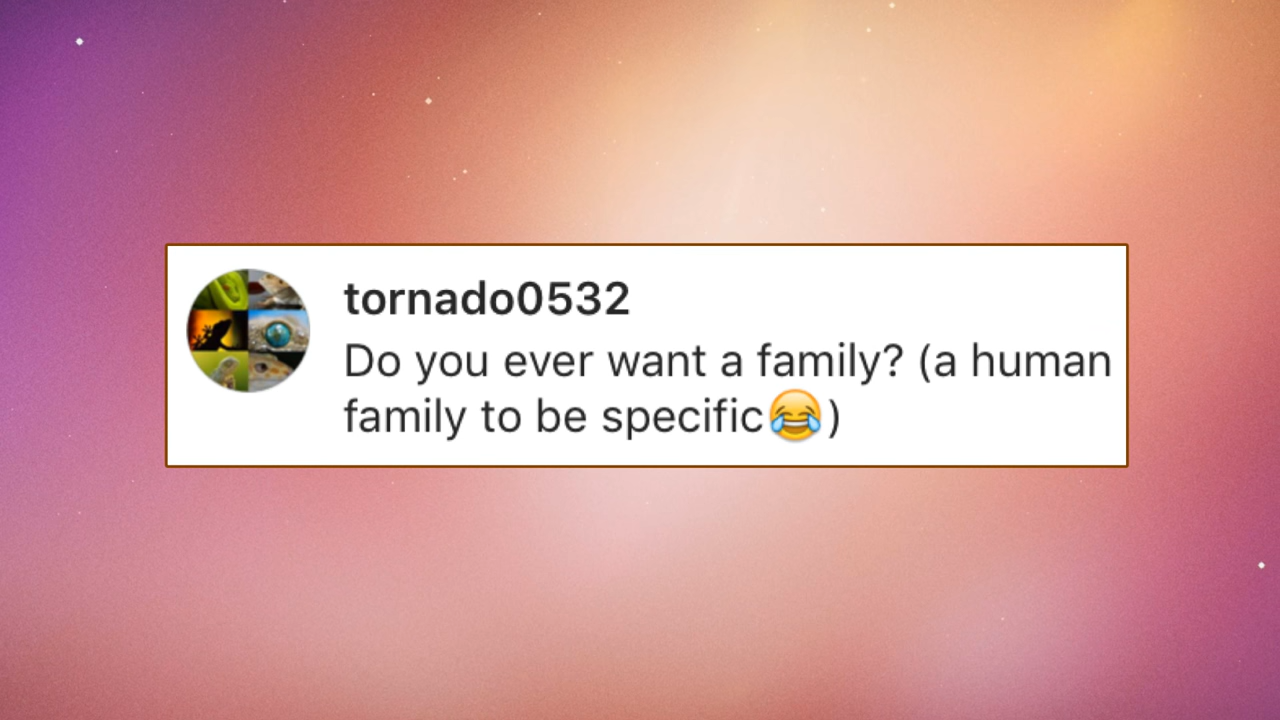 tornado0532
Do you ever want a family? (a human
family to be specific😂)